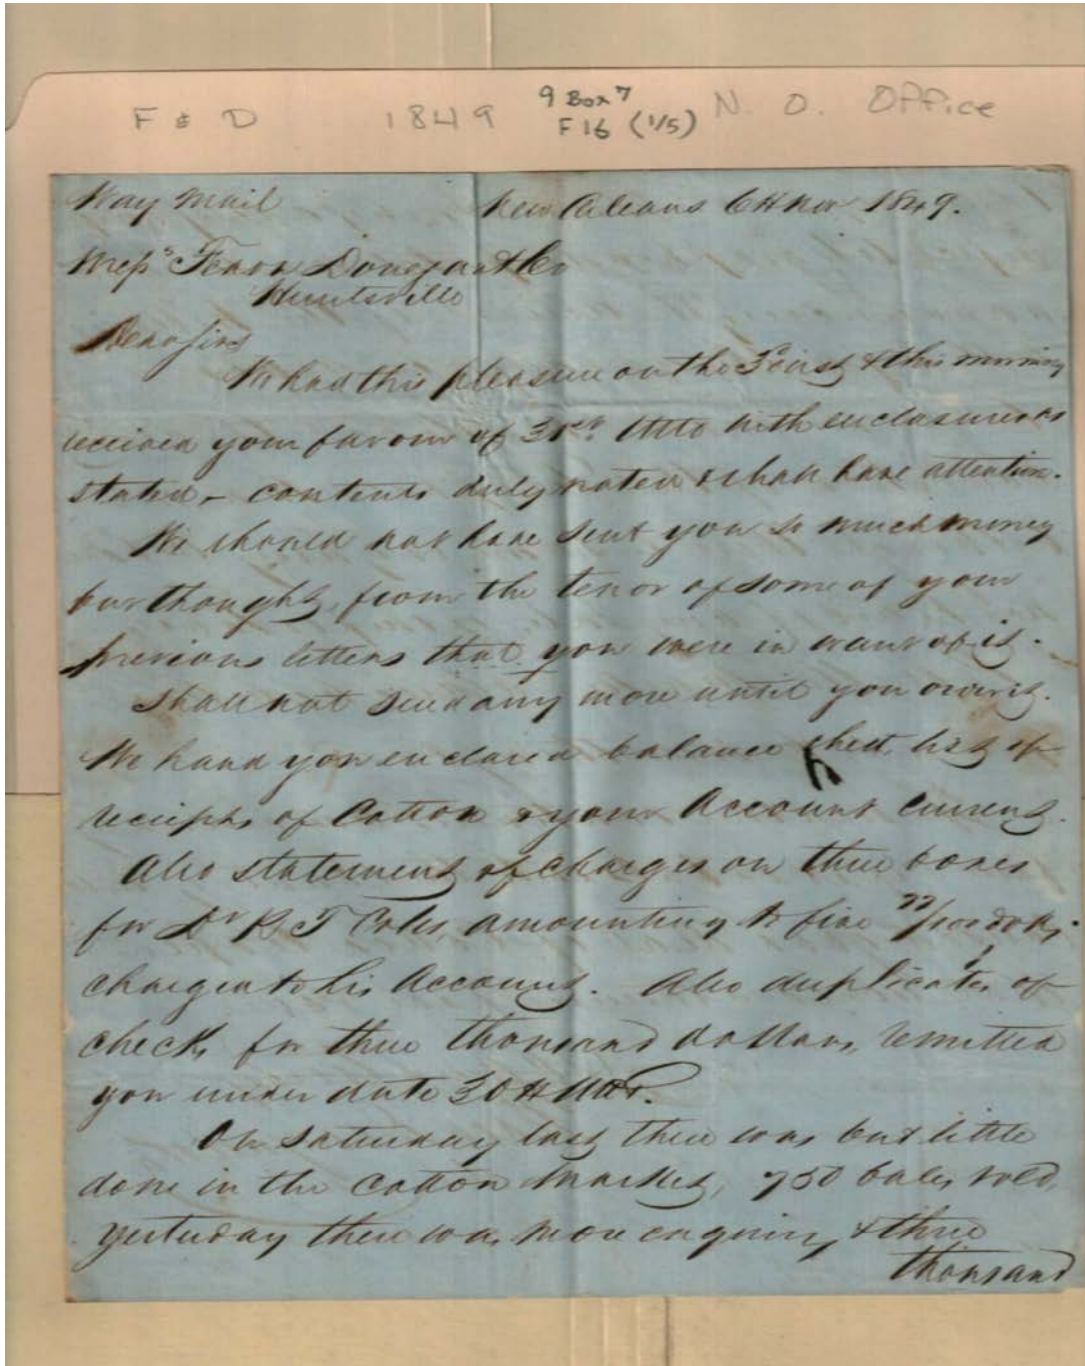 F & D 1849 9 Box 7 N. O. Office
F 16 (1/5)
Way Mail New Orleans 6th Nov 1849.
Messrs Fearn Donegan & Co
Huntsville
Dear Sirs
We had this pleasure on the First & this morning
received your favour of 31st. Ulto with enclosures as
stated, - contents duly noted & shall have attention.
We should not have sent you so much money
but thought, from the tenor of some of your
previous letters that you were in want of it.
Shall not send any more until you order it.
We hand you enclosed balance sheet list of
receipts of Cotton & your Account Current.
Also statement of charges on three boxes
for Dr B T Coles, amounting to five dolls,
charged to his Account. Also duplicates of
checks for three thousand dollars, remitted
you under date 30th Ulto.
On Saturday last there was but little
done in the cotton market, 750 bales sold,
yesterday there was more enquiry & three
thousand